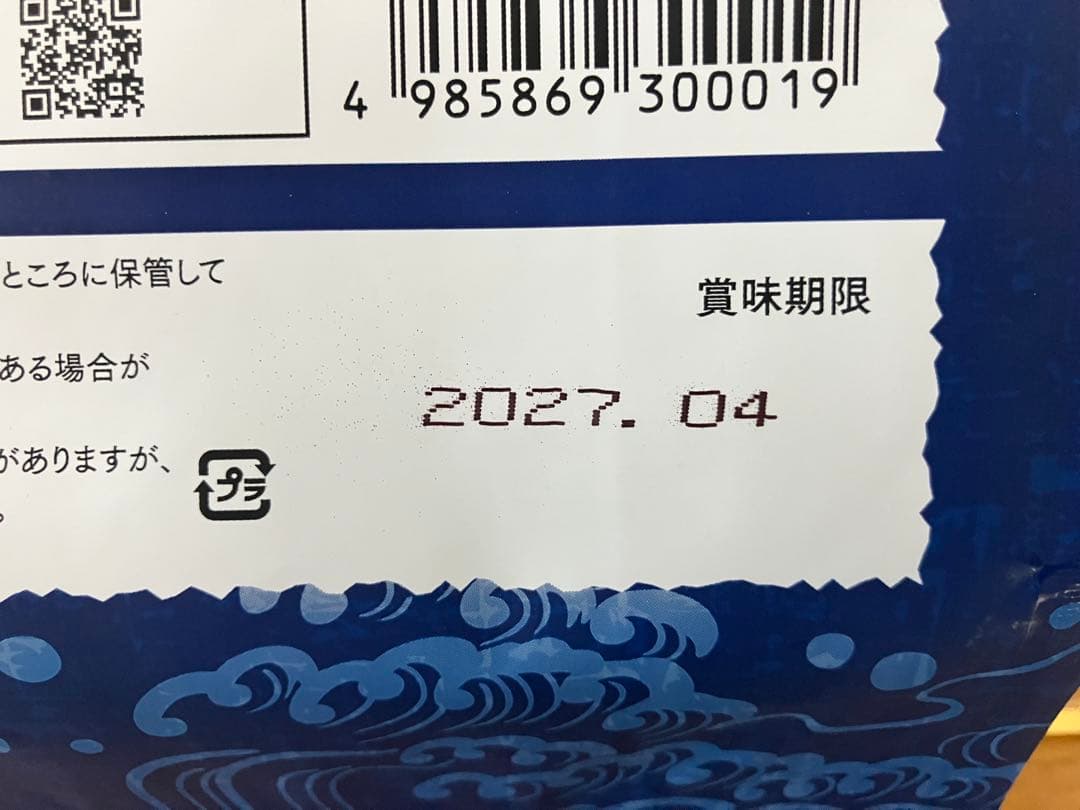 4 985869 300019
ところに保管して
賞味期限
ある場合が
2027. 04
がありますが、
プラ
。